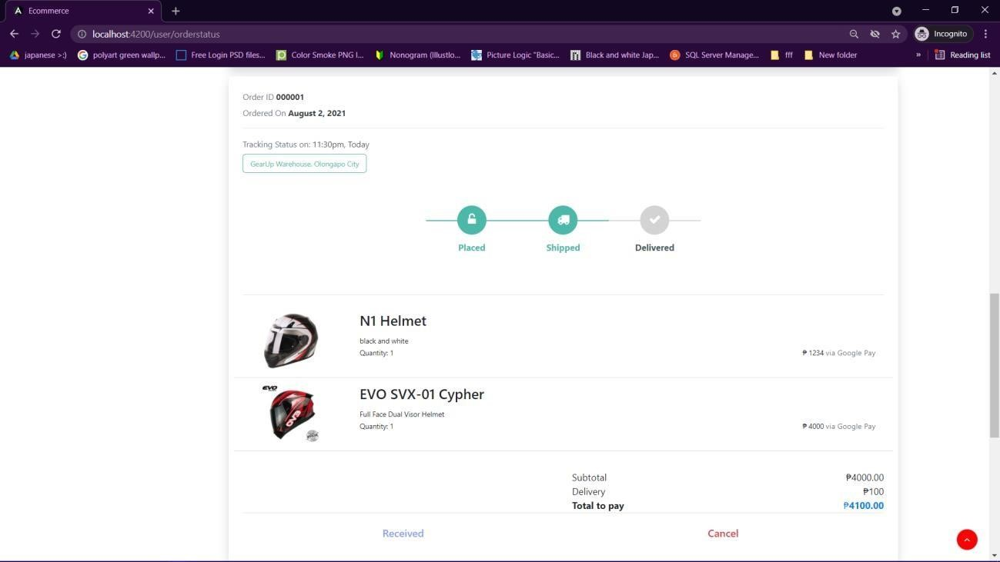 Ecommerce
localhost:4200/user/orderstatus
Incognito
japanese >:)
polyart green wallp...
Free Login PSD files...
Color Smoke PNG I...
Nonogram (Illustlo...
Picture Logic "Basic...
Black and white Jap...
SQL Server Manage...
fff
New folder
»
Reading list
Order ID 000001
Ordered On August 2, 2021
Tracking Status on: 11:30pm, Today
GearUp Warehouse, Olongapo City
Placed
Shipped
Delivered
N1 Helmet
black and white
Quantity: 1
₱ 1234 via Google Pay
EVO
EVO SVX-01 Cypher
Full Face Dual Visor Helmet
Quantity: 1
₱ 4000 via Google Pay
Subtotal ₱4000.00
Delivery ₱100
Total to pay ₱4100.00
Received
Cancel